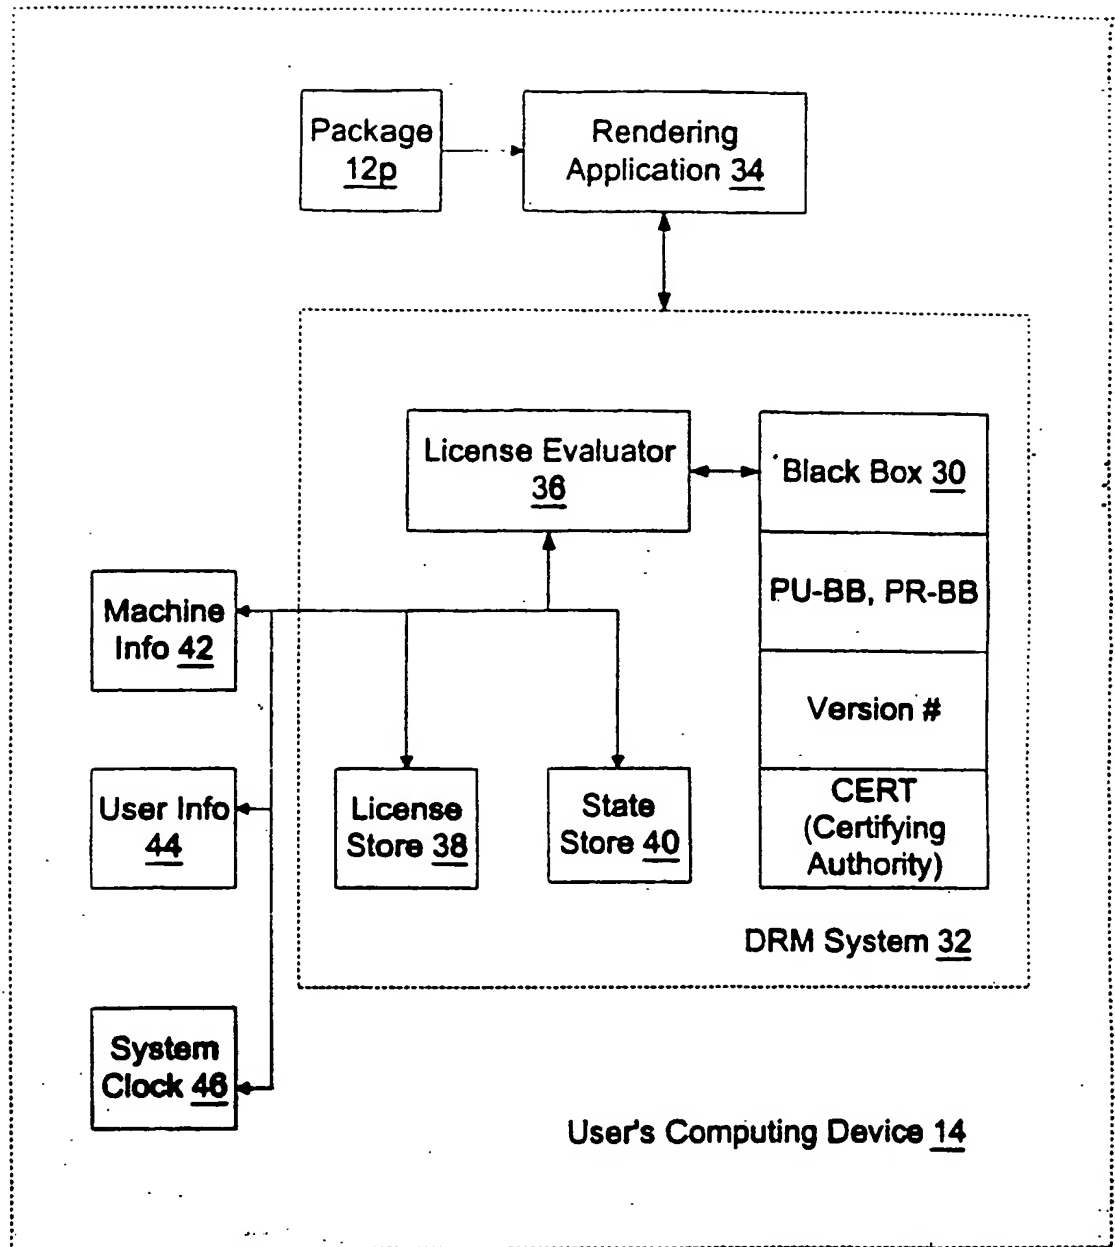 Package
12p
Rendering
Application 34
License Evaluator
36
Black Box 30
PU-BB, PR-BB
Version #
CERT
(Certifying
Authority)
Machine
Info 42
User Info
44
License
Store 38
State
Store 40
DRM System 32
System
Clock 46
User's Computing Device 14